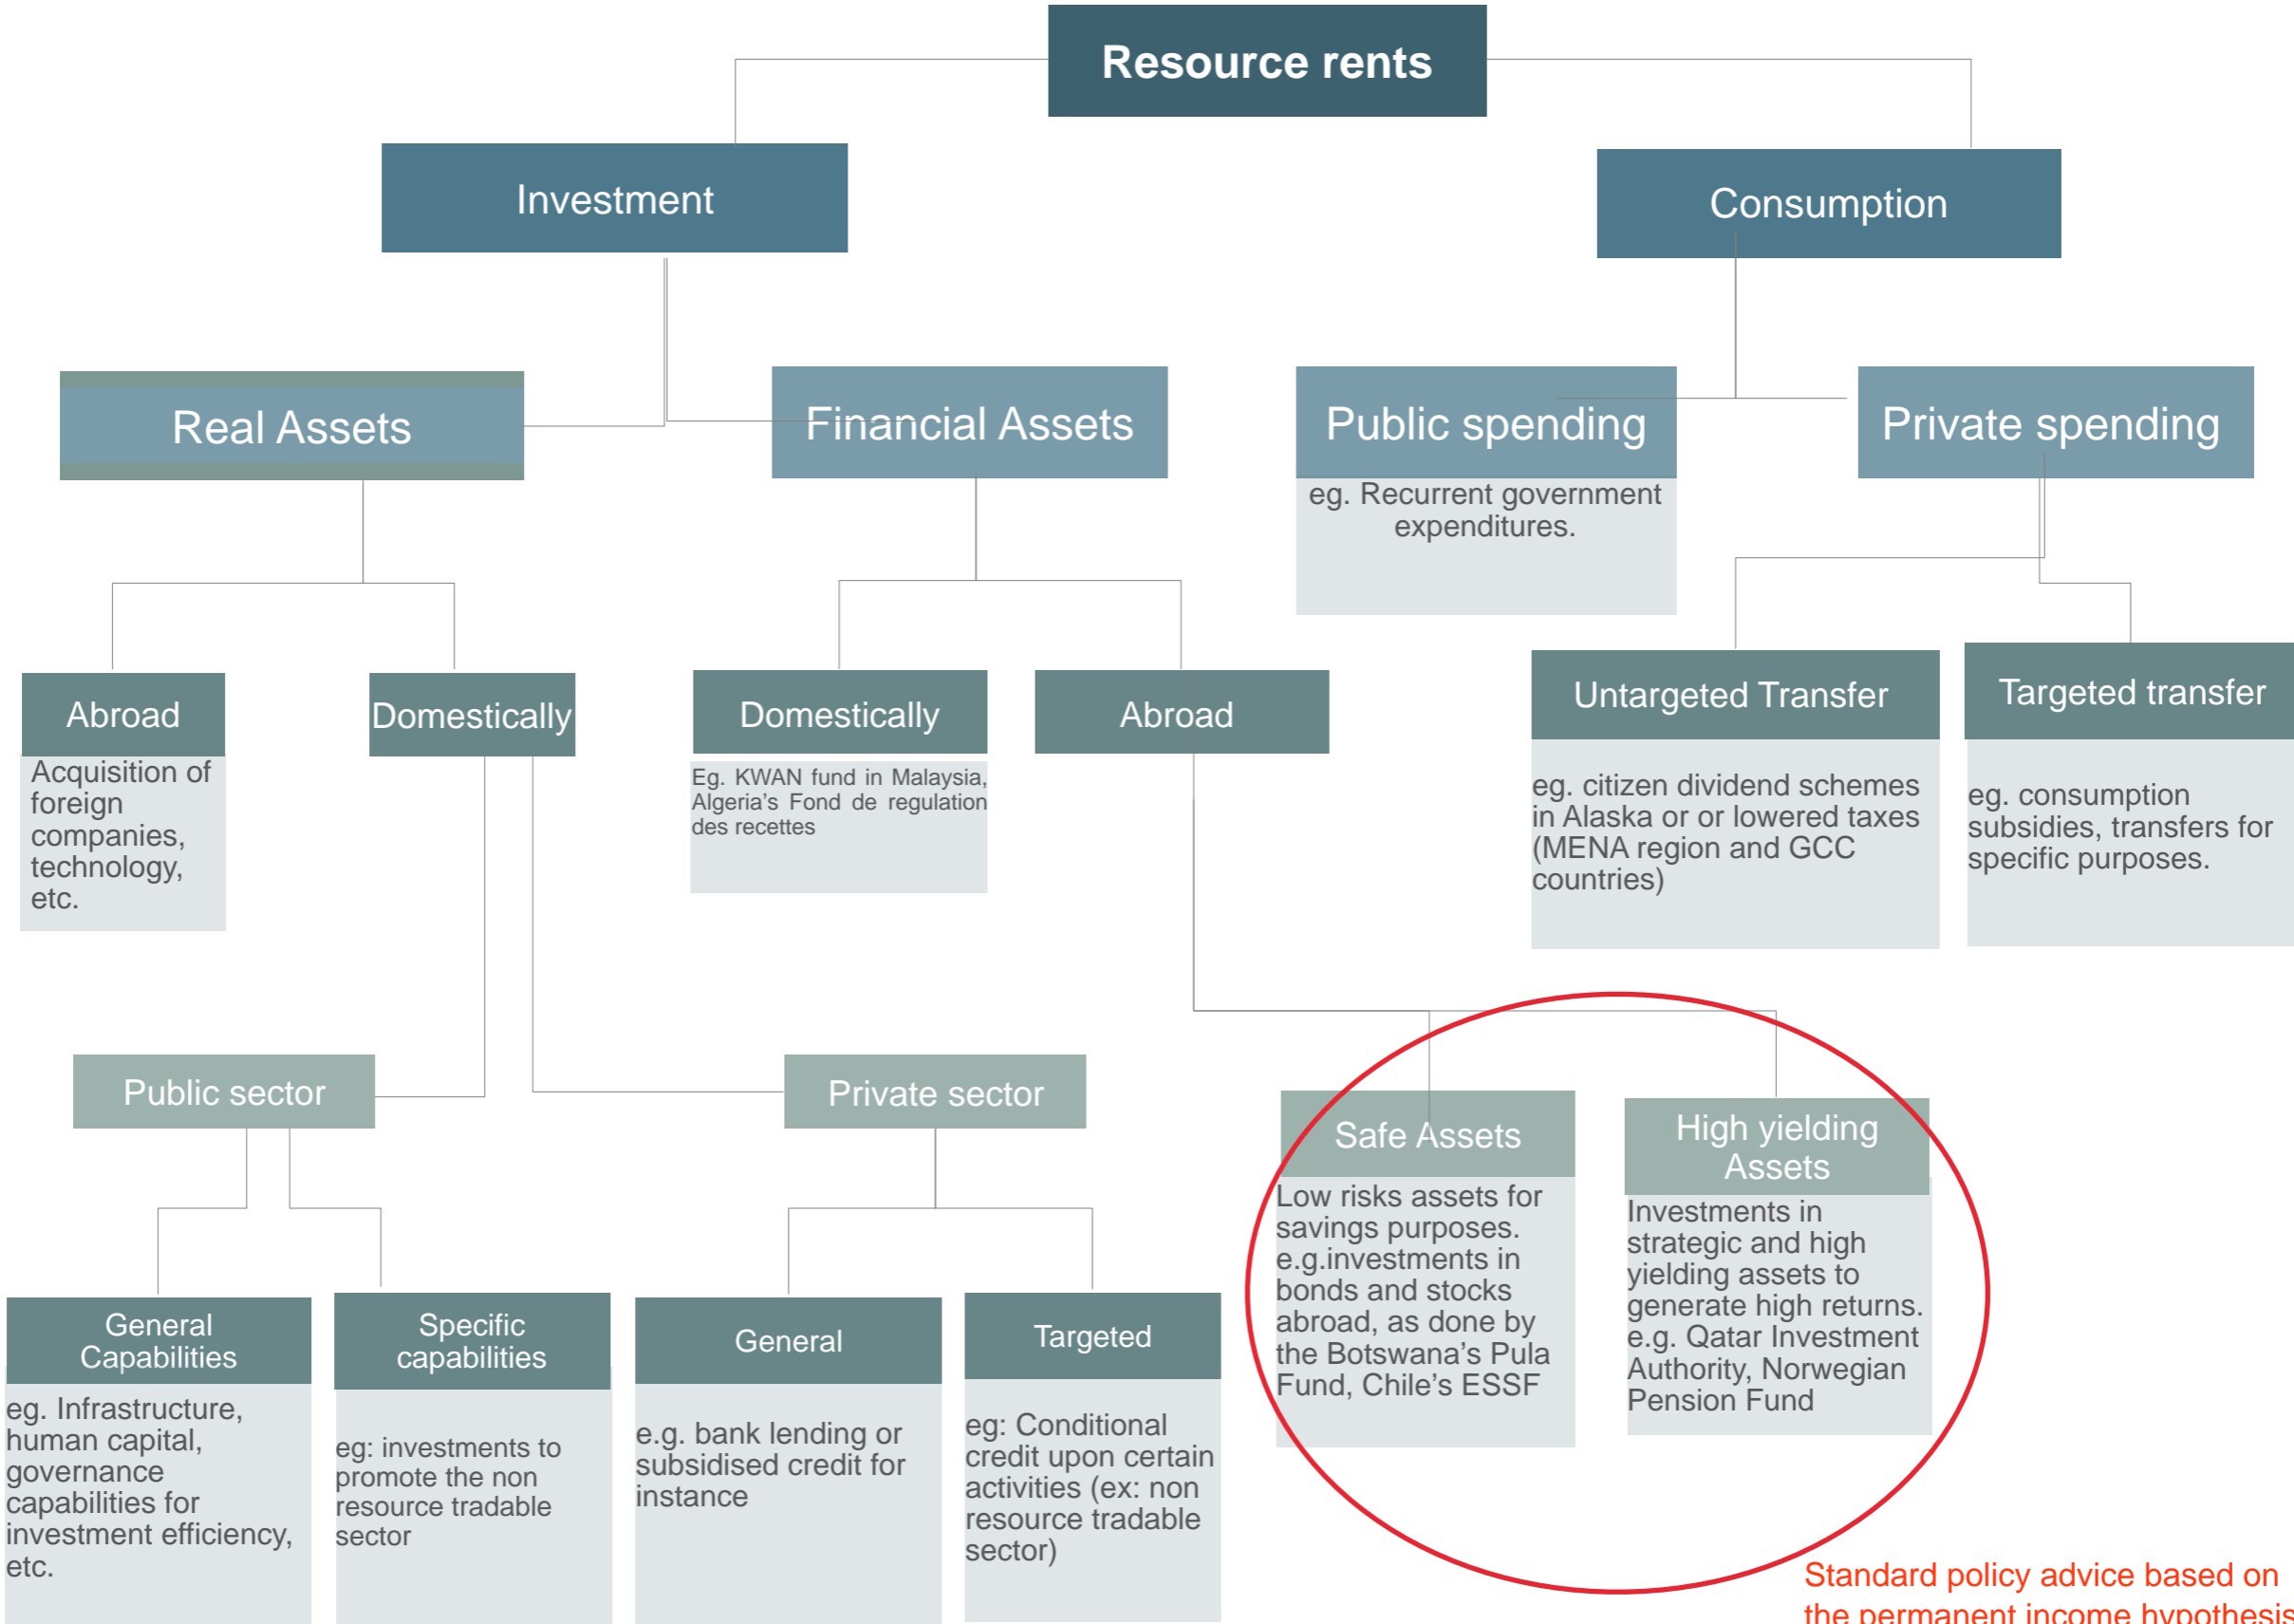 Resource rents
Investment
Consumption
Real Assets
Financial Assets
Public spending
eg. Recurrent government
expenditures.
Private spending
Abroad
Acquisition of
foreign
companies,
technology,
etc.
Domestically
Domestically
Eg. KWAN fund in Malaysia,
Algeria's Fond de regulation
des recettes
Abroad
Untargeted Transfer
eg. citizen dividend schemes
in Alaska or or lowered taxes
(MENA region and GCC
countries)
Targeted transfer
eg. consumption
subsidies, transfers for
specific purposes.
Public sector
Private sector
Safe Assets
Low risks assets for
savings purposes.
e.g.investments in
bonds and stocks
abroad, as done by
the Botswana's Pula
Fund, Chile's ESSF
High yielding
Assets
Investments in
strategic and high
yielding assets to
generate high returns.
e.g. Qatar Investment
Authority, Norwegian
Pension Fund
General
Capabilities
eg. Infrastructure,
human capital,
governance
capabilities for
investment efficiency,
etc.
Specific
capabilities
eg: investments to
promote the non
resource tradable
sector
General
e.g. bank lending or
subsidised credit for
instance
Targeted
eg: Conditional
credit upon certain
activities (ex: non
resource tradable
sector)
Standard policy advice based on
the permanent income hypothesis